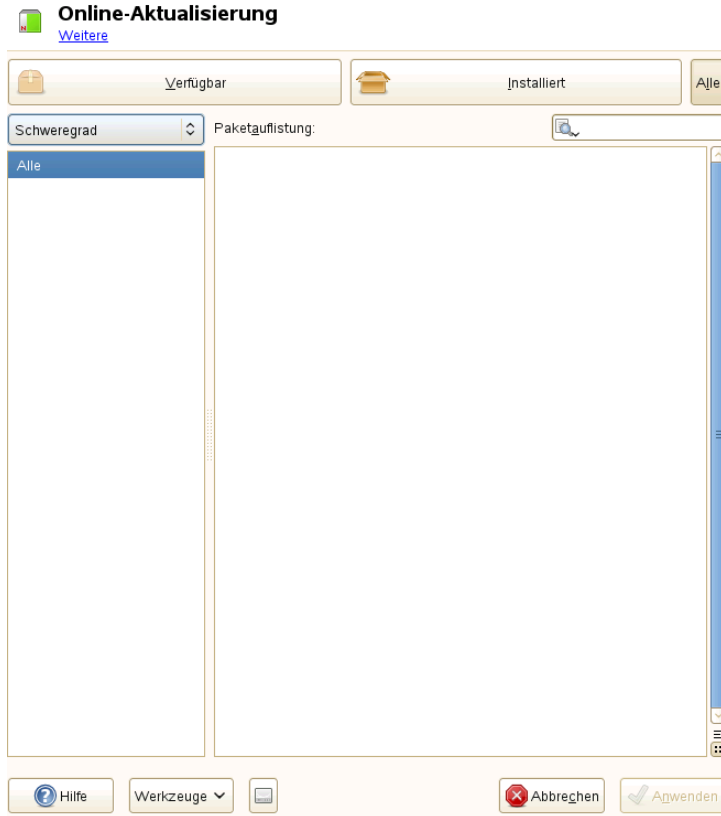 Online-Aktualisierung
Weitere
Verfügbar
Installiert
Alle
Schweregrad
Paketauflistung:
Alle
Hilfe
Werkzeuge
Abbrechen
Anwenden